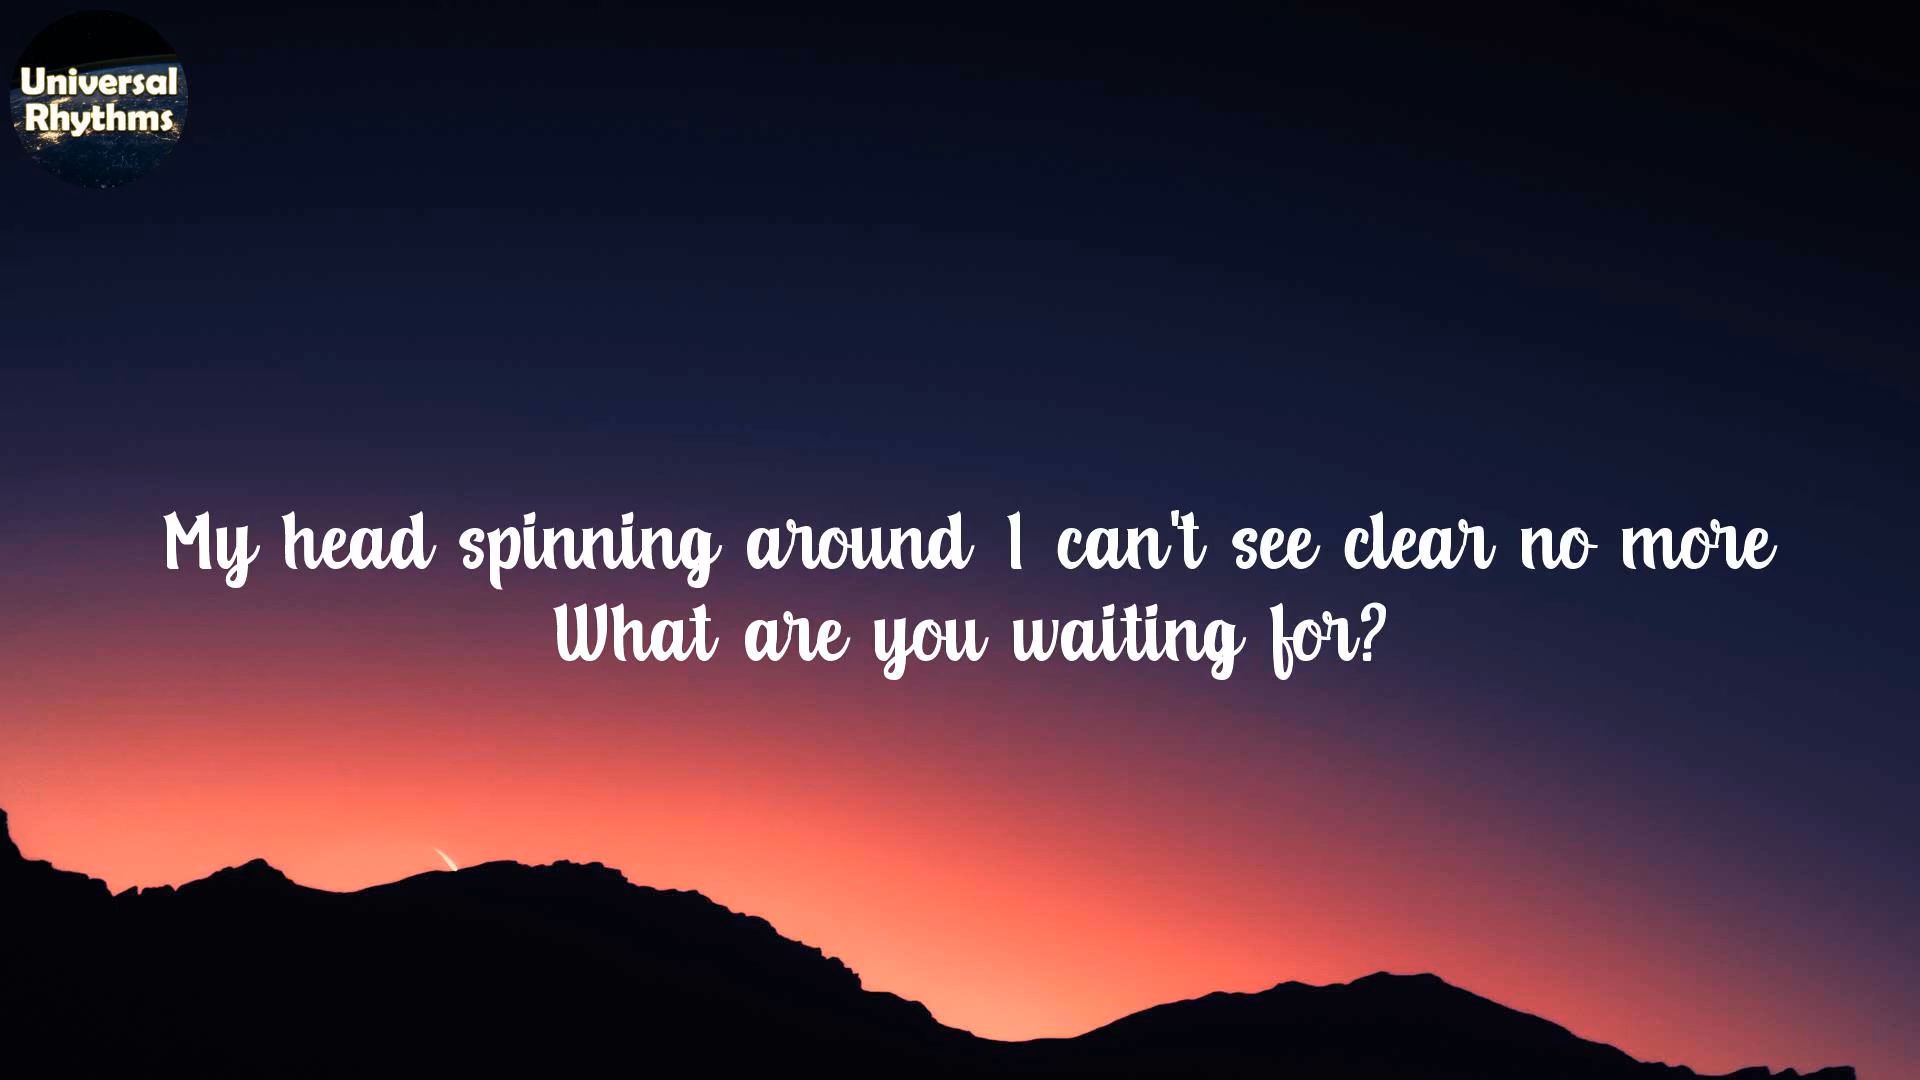 Universal
Rhythms
My head spinning around I can't see clear no more
What are you waiting for?